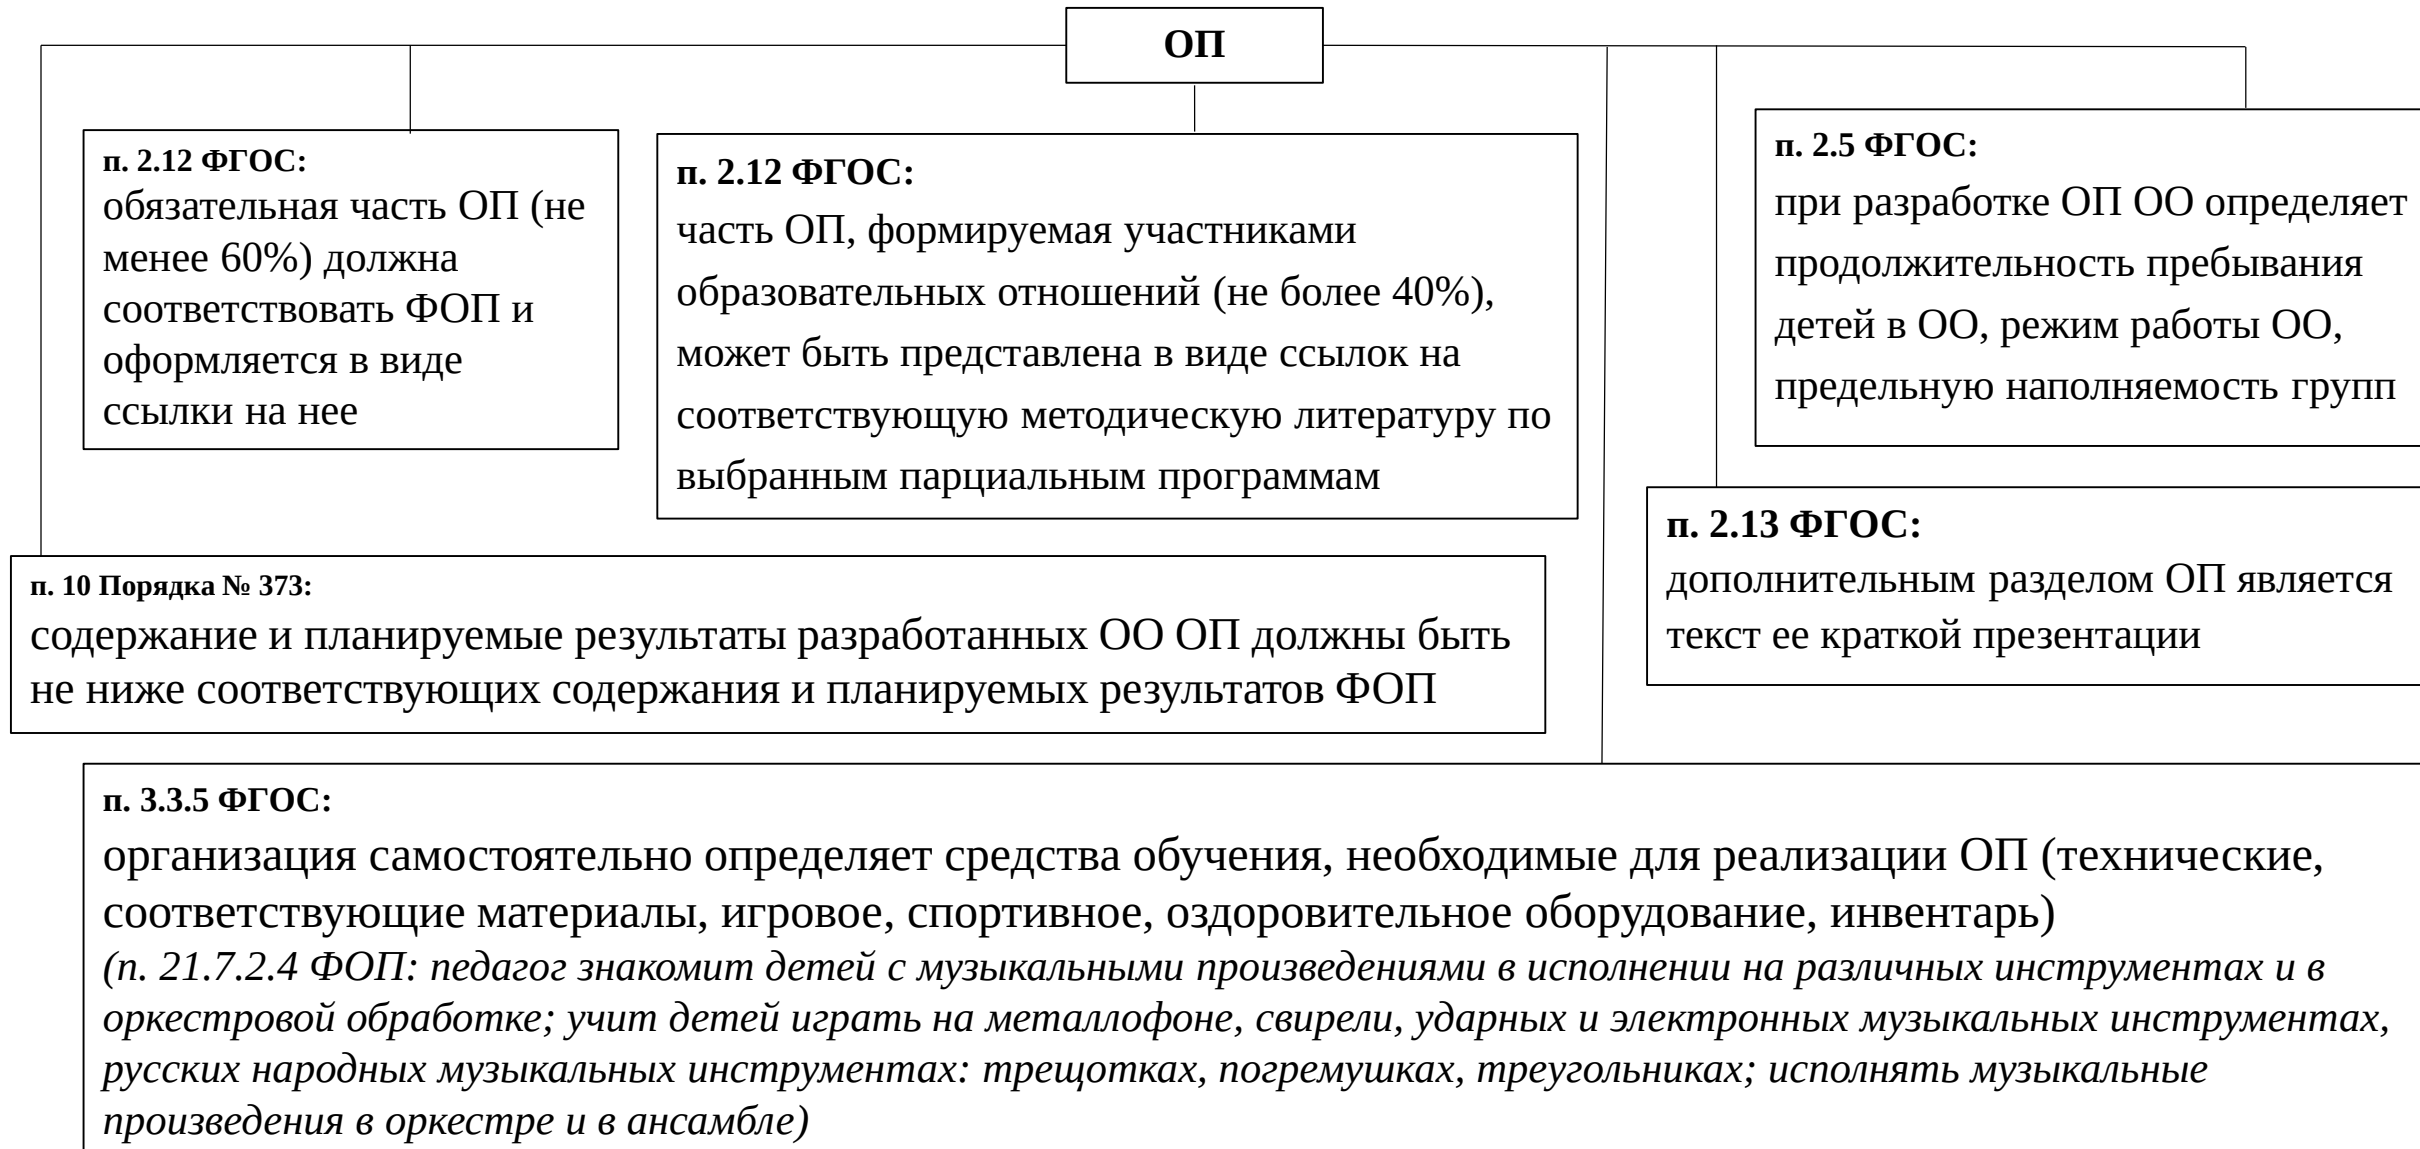 ОП
п. 2.12 ФГОС:
обязательная часть ОП (не
менее 60%) должна
соответствовать ФОП и
оформляется в виде
ссылки на нее
п. 2.12 ФГОС:
часть ОП, формируемая участниками
образовательных отношений (не более 40%),
может быть представлена в виде ссылок на
соответствующую методическую литературу по
выбранным парциальным программам
п. 2.5 ФГОС:
при разработке ОП ОО определяет
продолжительность пребывания
детей в ОО, режим работы ОО,
предельную наполняемость групп
п. 2.13 ФГОС:
дополнительным разделом ОП является
текст ее краткой презентации
п. 10 Порядка № 373:
содержание и планируемые результаты разработанных ОО ОП должны быть
не ниже соответствующих содержания и планируемых результатов ФОП
п. 3.3.5 ФГОС:
организация самостоятельно определяет средства обучения, необходимые для реализации ОП (технические,
соответствующие материалы, игровое, спортивное, оздоровительное оборудование, инвентарь)
(п. 21.7.2.4 ФОП: педагог знакомит детей с музыкальными произведениями в исполнении на различных инструментах и в
оркестровой обработке; учит детей играть на металлофоне, свирели, ударных и электронных музыкальных инструментах,
русских народных музыкальных инструментах: трещотках, погремушках, треугольниках; исполнять музыкальные
произведения в оркестре и в ансамбле)